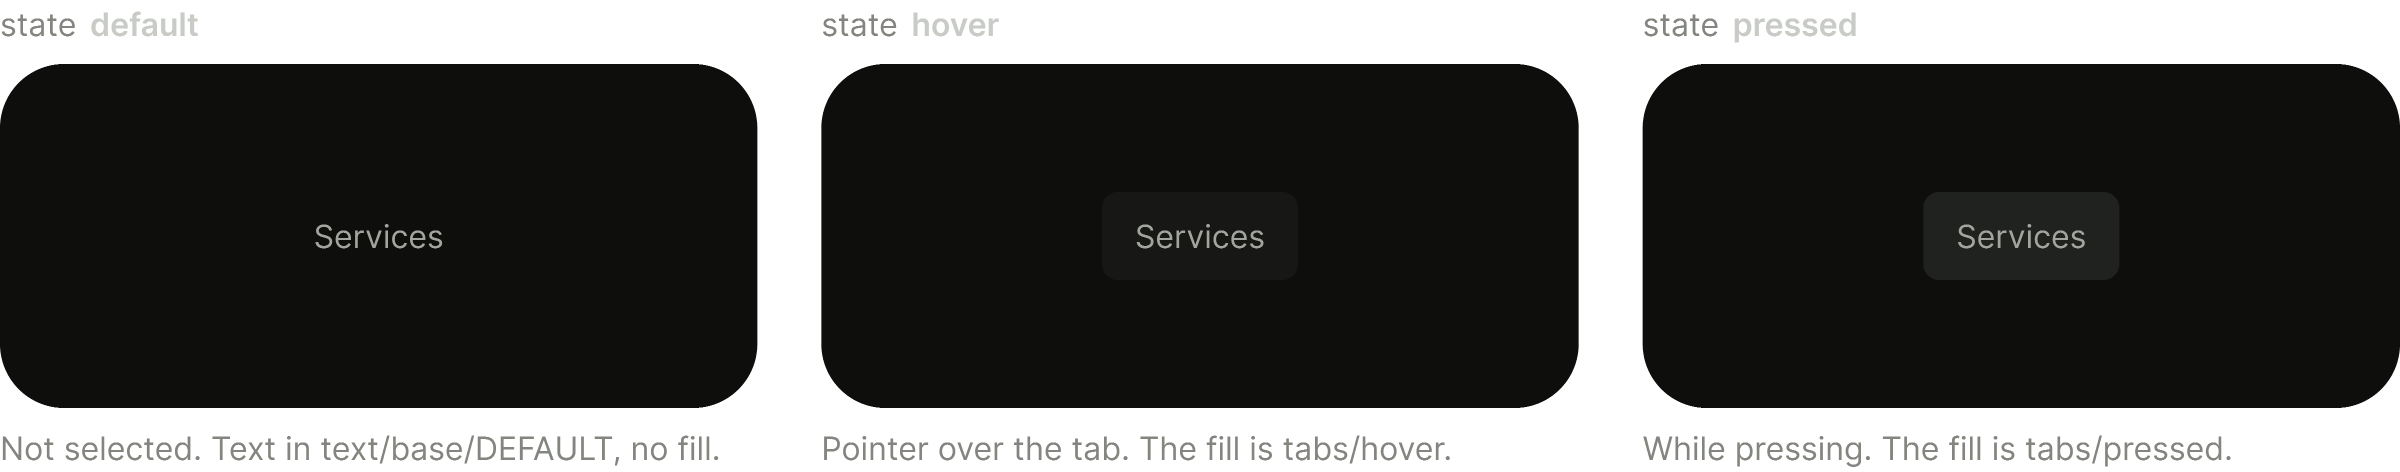 state default
Services
Not selected. Text in text/base/DEFAULT, no fill.
state hover
Services
Pointer over the tab. The fill is tabs/hover.
state pressed
Services
While pressing. The fill is tabs/pressed.